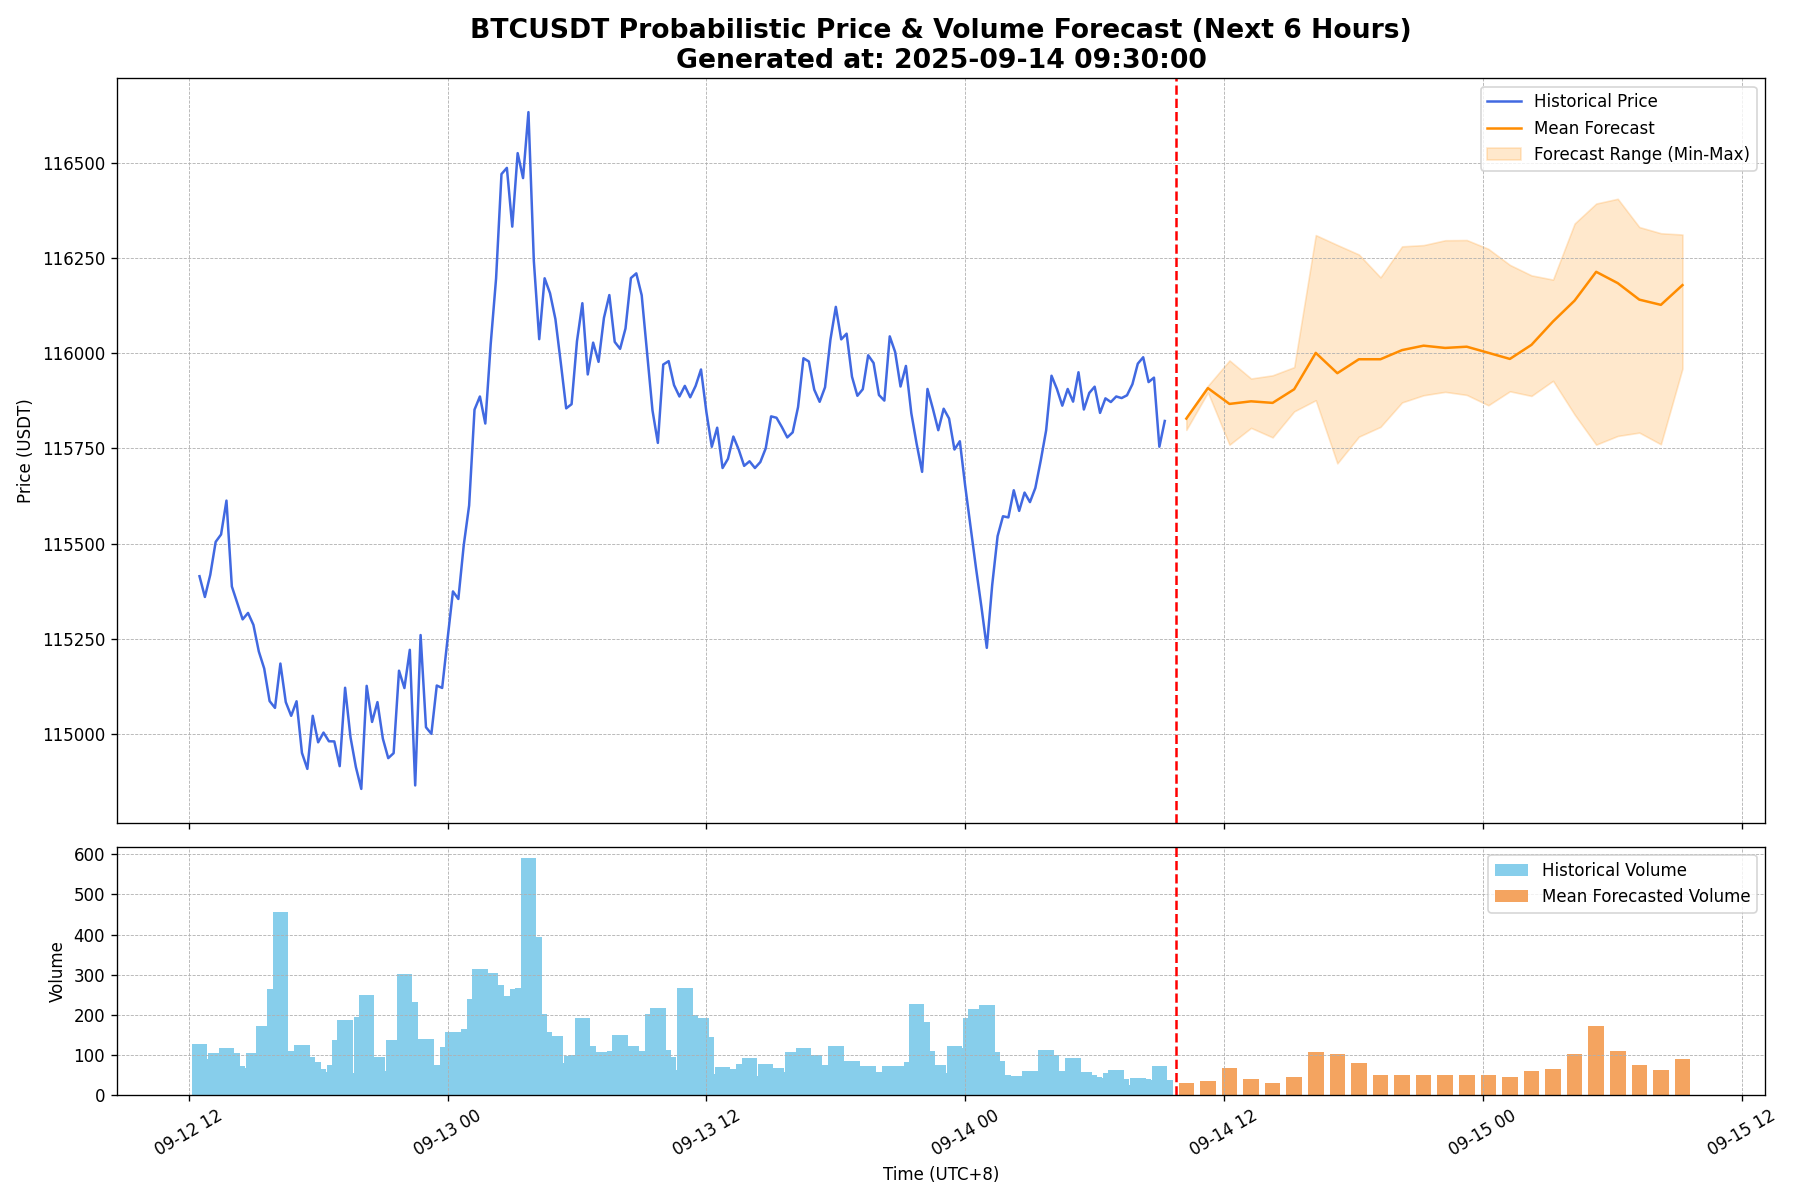 BTCUSDT Probabilistic Price & Volume Forecast (Next 6 Hours)
Generated at: 2025-09-14 09:30:00
Historical Price
Mean Forecast
Forecast Range (Min-Max)
Price (USDT)
116500
116250
116000
115750
115500
115250
115000
Historical Volume
Mean Forecasted Volume
Volume
600
500
400
300
200
100
0
09-12 12
09-13 00
09-13 12
09-14 00
09-14 12
09-15 00
09-15 12
Time (UTC+8)